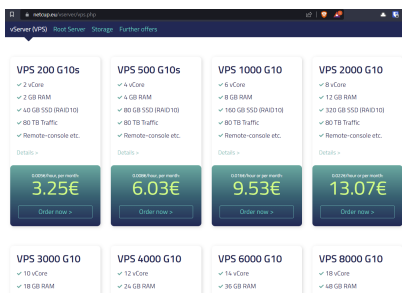 netcup.eu/vserver/vps.php
vServer (VPS) Root Server Storage Further offers
VPS 200 G10s
✓ 2 vCore
✓ 2 GB RAM
✓ 40 GB SSD (RAID10)
✓ 80 TB Traffic
✓ Remote-console etc.
Details >
3.25€
Order now >
VPS 500 G10s
✓ 4 vCore
✓ 4 GB RAM
✓ 80 GB SSD (RAID10)
✓ 80 TB Traffic
✓ Remote-console etc.
Details >
6.03€
Order now >
VPS 1000 G10
✓ 6 vCore
✓ 8 GB RAM
✓ 160 GB SSD (RAID10)
✓ 80 TB Traffic
✓ Remote-console etc.
Details >
9.53€
Order now >
VPS 2000 G10
✓ 8 vCore
✓ 12 GB RAM
✓ 320 GB SSD (RAID10)
✓ 80 TB Traffic
✓ Remote-console etc.
Details >
13.07€
Order now >
VPS 3000 G10
✓ 10 vCore
✓ 18 GB RAM
VPS 4000 G10
✓ 12 vCore
✓ 24 GB RAM
VPS 6000 G10
✓ 14 vCore
✓ 36 GB RAM
VPS 8000 G10
✓ 18 vCore
✓ 48 GB RAM